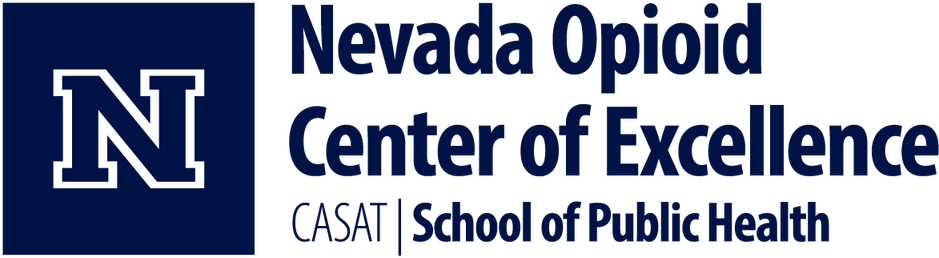 N
Nevada Opioid
Center of Excellence
CASAT | School of Public Health